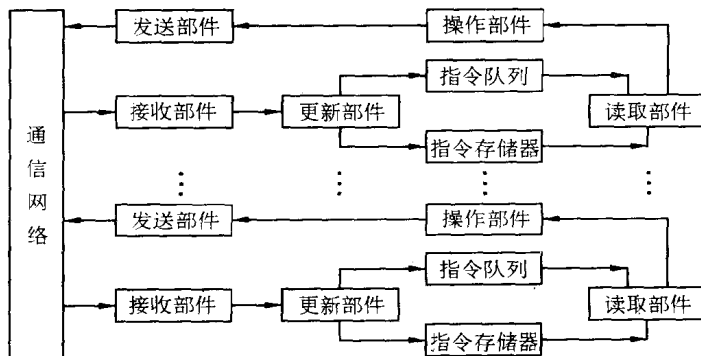 发送部件
操作部件
指令队列
接收部件
更新部件
读取部件
指令存储器
通信网络
发送部件
操作部件
指令队列
接收部件
更新部件
读取部件
指令存储器